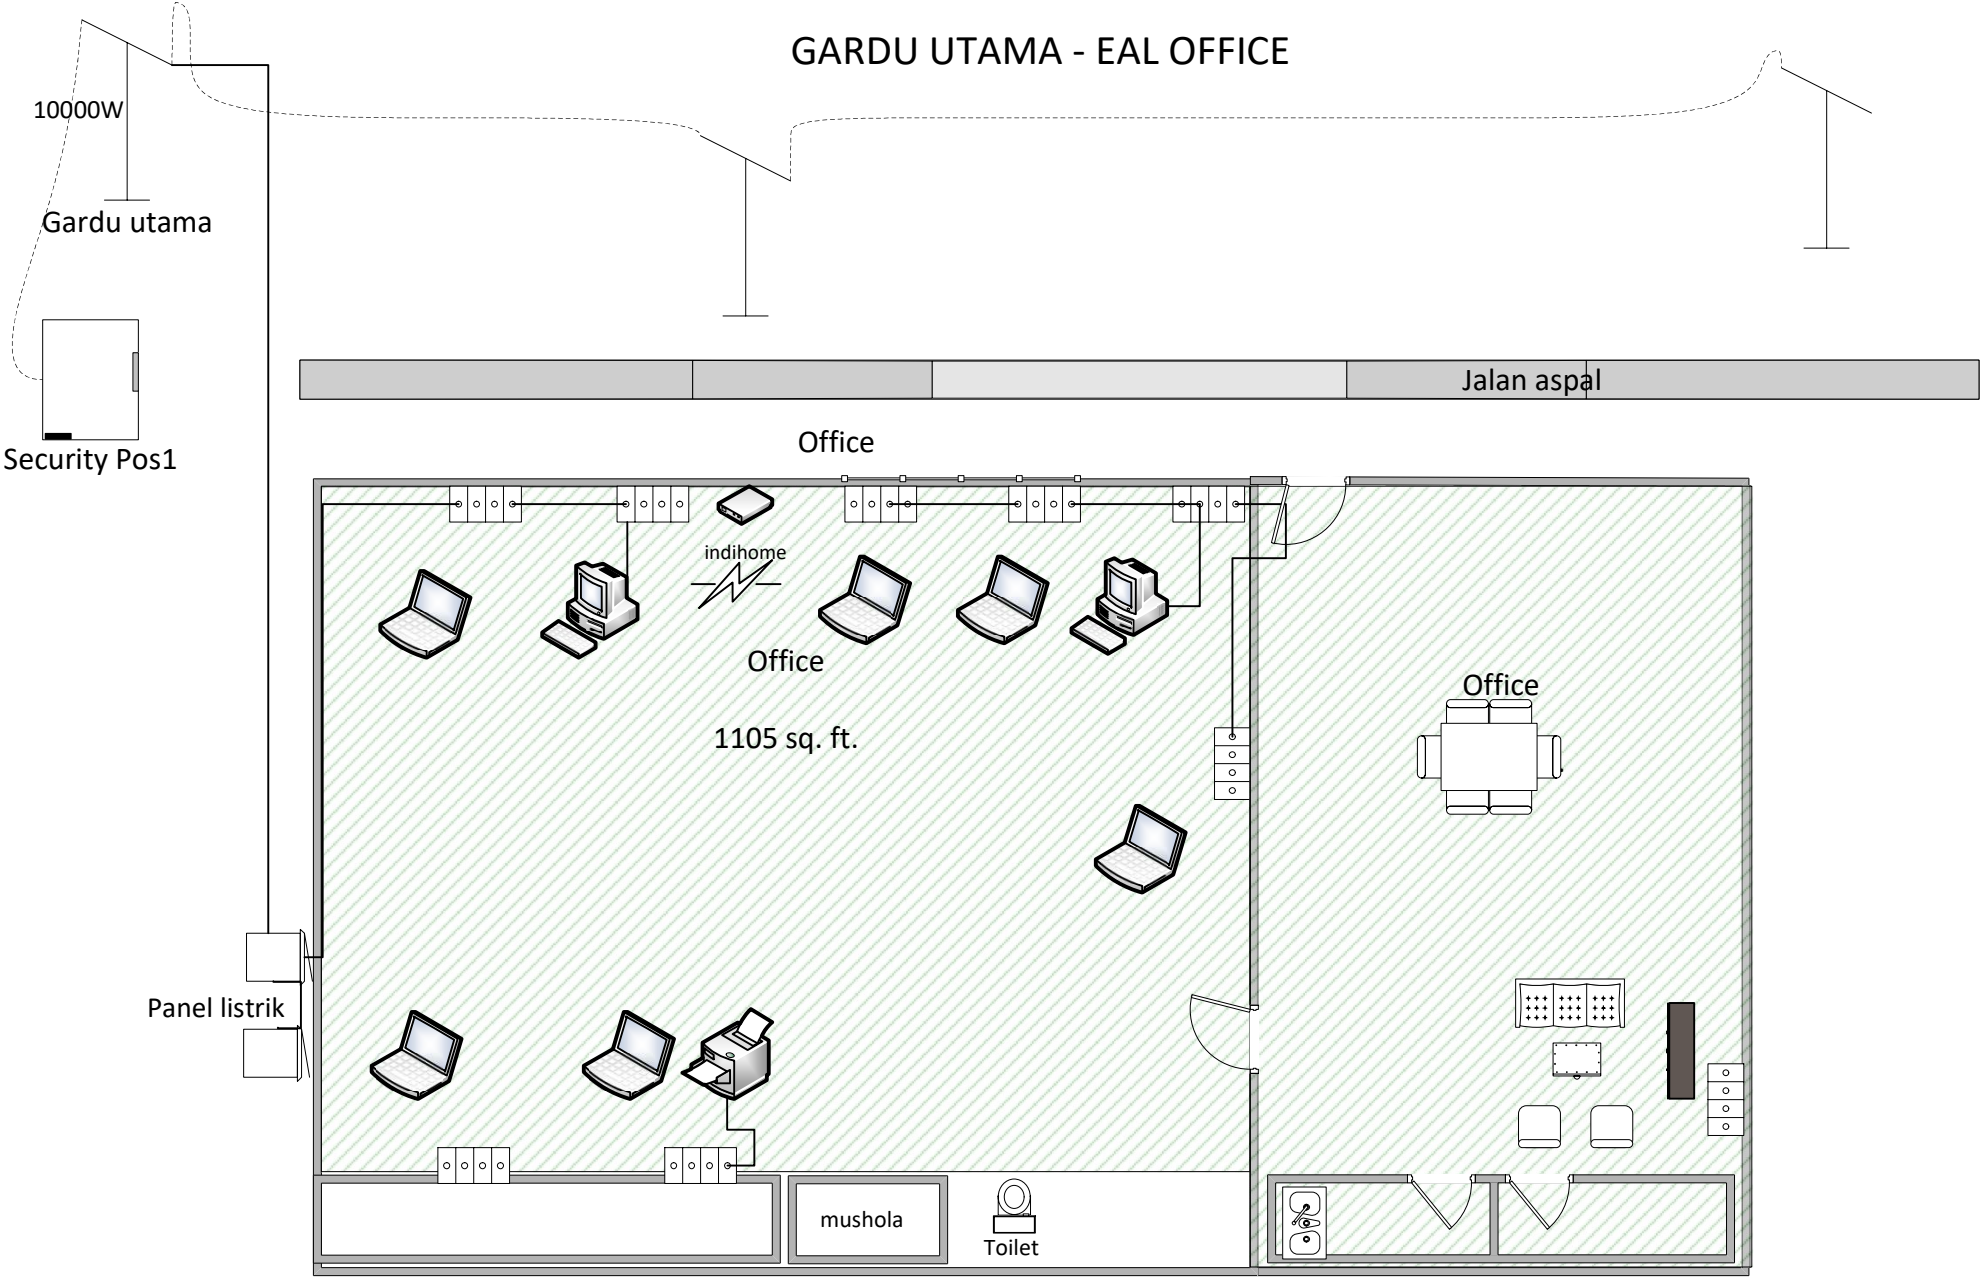 GARDU UTAMA - EAL OFFICE
10000W
Gardu utama
Jalan aspal
Office
Security Pos1
indihome
Office
Office
1105 sq. ft.
Panel listrik
mushola
Toilet